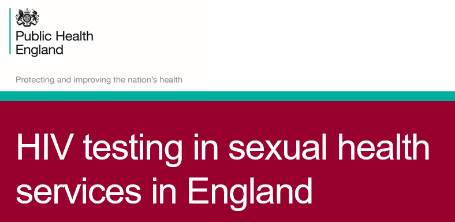 Public Health
England
Protecting and improving the nation's health
HIV testing in sexual health
services in England